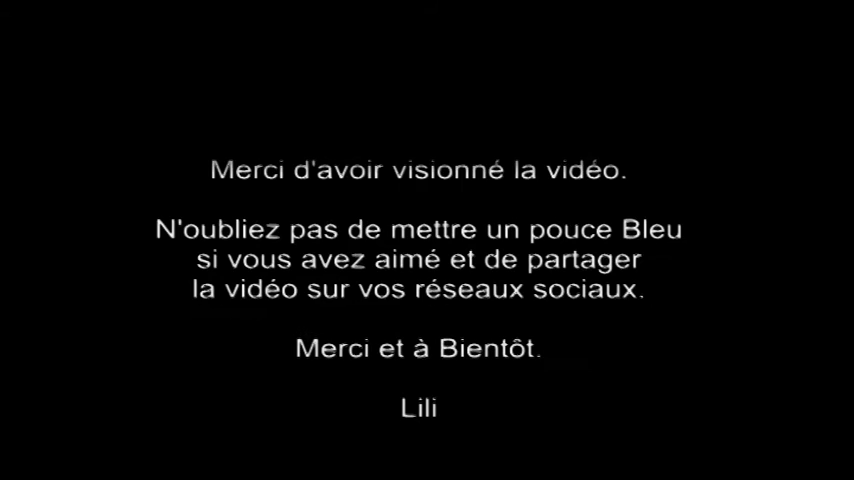 Merci d'avoir visionné la vidéo.
N'oubliez pas de mettre un pouce Bleu
si vous avez aimé et de partager
la vidéo sur vos réseaux sociaux.
Merci et à Bientôt.
Lili